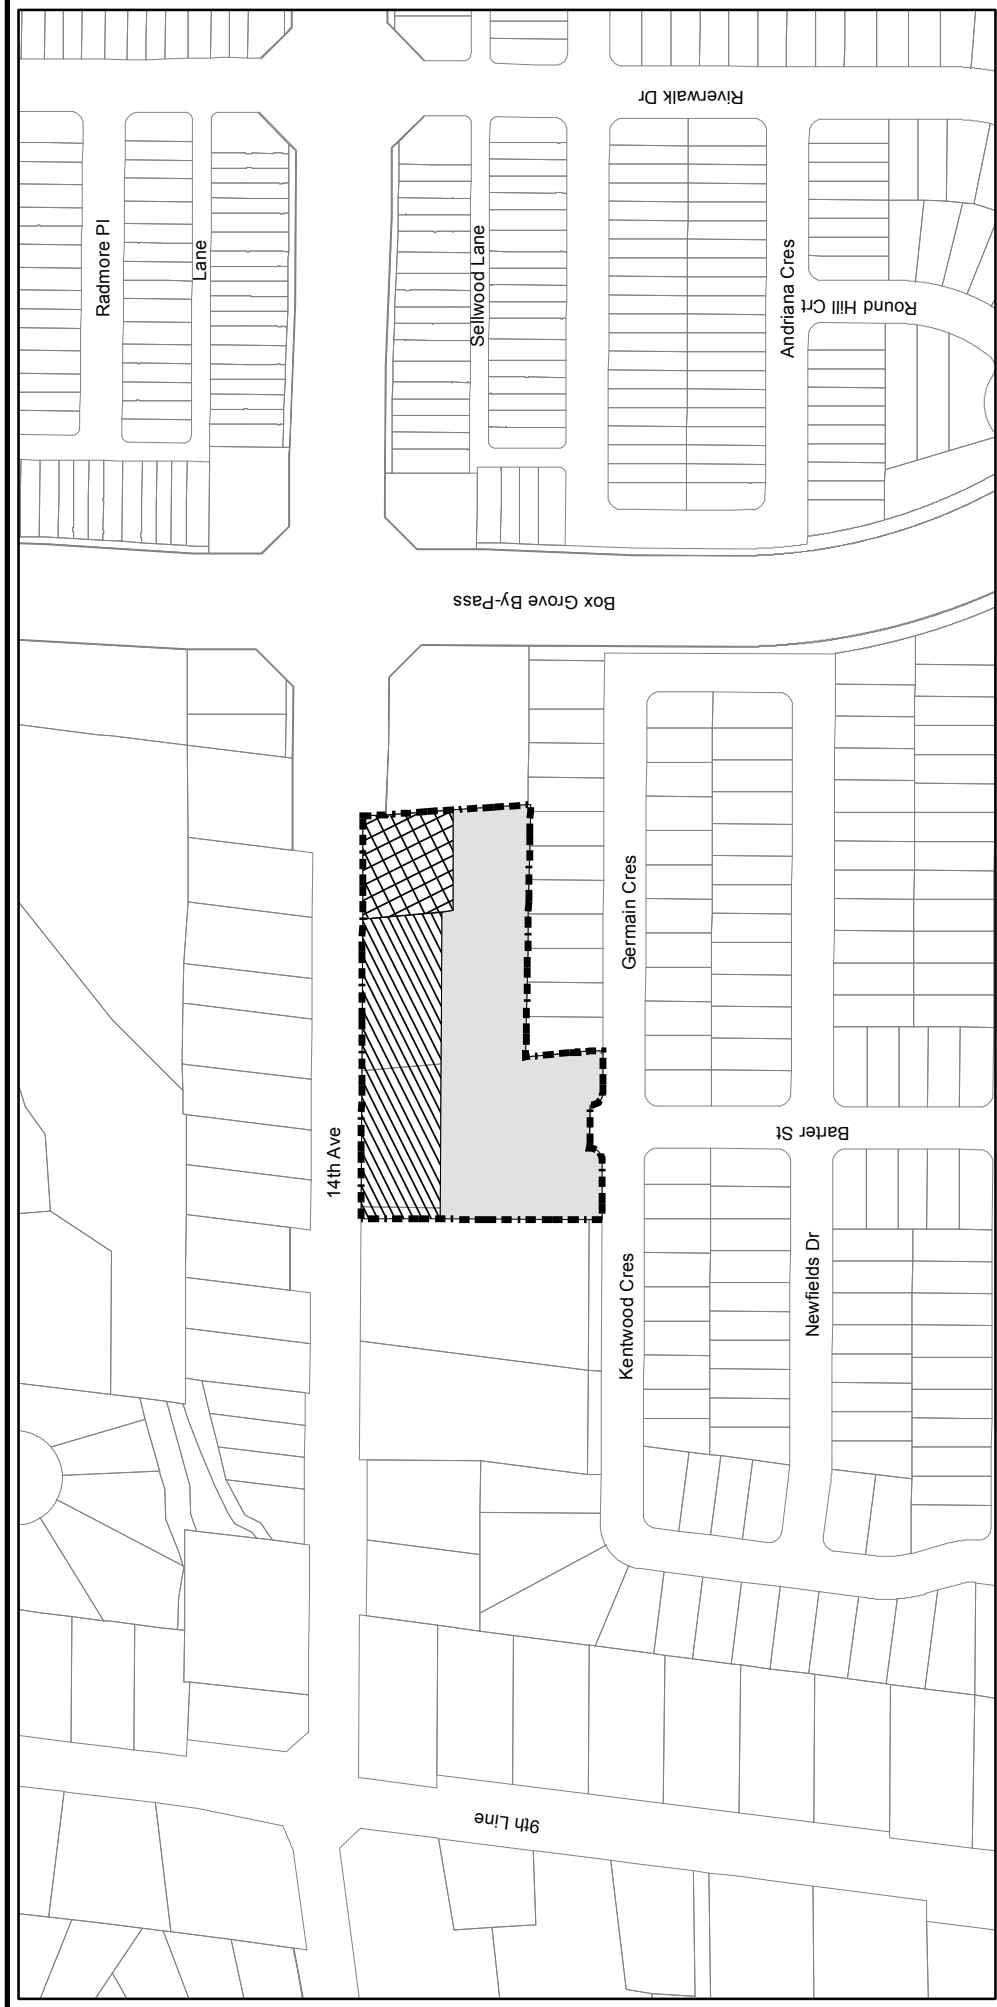 Riverwalk Dr
Radmore Pl
Lane
Sellwood Lane
Andriana Cres
Round Hill Crt
Box Grove By-Pass
Germain Cres
14th Ave
Barter St
Kentwood Cres
Newfields Dr
9th Line